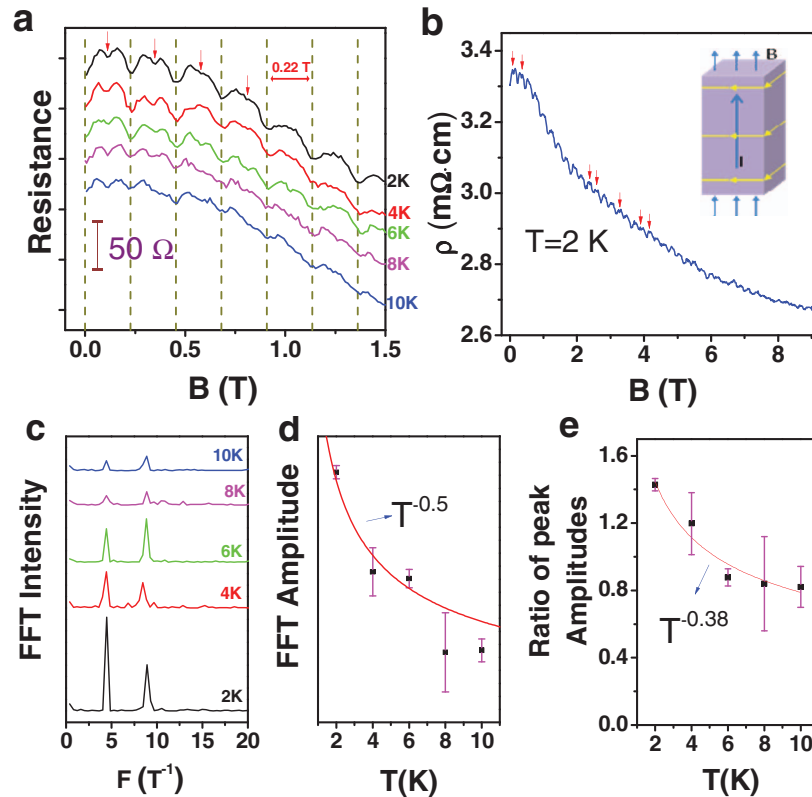 a
Resistance
0.22 T
2K
4K
6K
8K
10K
50 Ω
0.0 0.5 1.0 1.5
B (T)
b
ρ (mΩ·cm)
3.4
3.2
3.0
2.8
2.6
B
I
T=2 K
0 2 4 6 8
B (T)
c
FFT Intensity
10K
8K
6K
4K
2K
0 5 10 15 20
F (T⁻¹)
d
FFT Amplitude
T⁻⁰·⁵
2 4 6 8 10
T(K)
e
Ratio of peak
Amplitudes
1.6
1.2
0.8
0.4
0.0
T⁻⁰·³⁸
2 4 6 8 10
T(K)